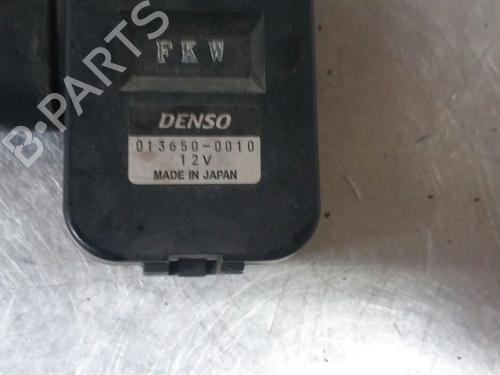 FKW
DENSO
013650-0010
12V
MADE IN JAPAN
B-PARTS